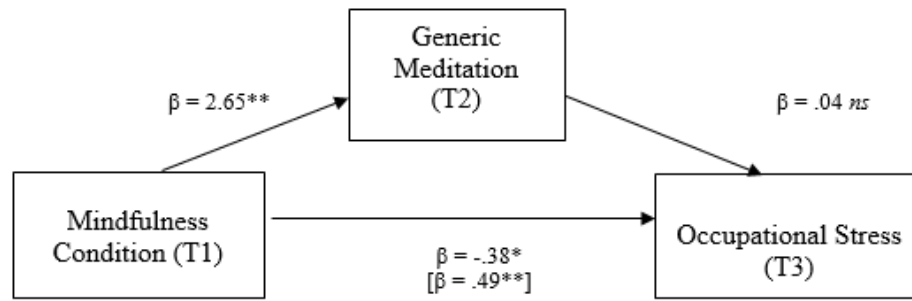 Generic
Meditation
(T2)
β = 2.65**
β = .04 ns
Mindfulness
Condition (T1)
β = -.38*
[β = .49**]
Occupational Stress
(T3)